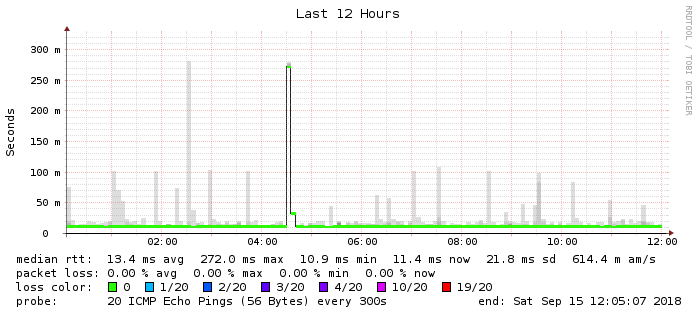 Last 12 Hours
RRDTOOL / TOBI OETIKER
Seconds
300 m
250 m
200 m
150 m
100 m
50 m
0
02:00 04:00 06:00 08:00 10:00 12:00
median rtt: 13.4 ms avg 272.0 ms max 10.9 ms min 11.4 ms now 21.8 ms sd 614.4 m am/s
packet loss: 0.00 % avg 0.00 % max 0.00 % min 0.00 % now
loss color: 0 1/20 2/20 3/20 4/20 10/20 19/20
probe: 20 ICMP Echo Pings (56 Bytes) every 300s end: Sat Sep 15 12:05:07 2018